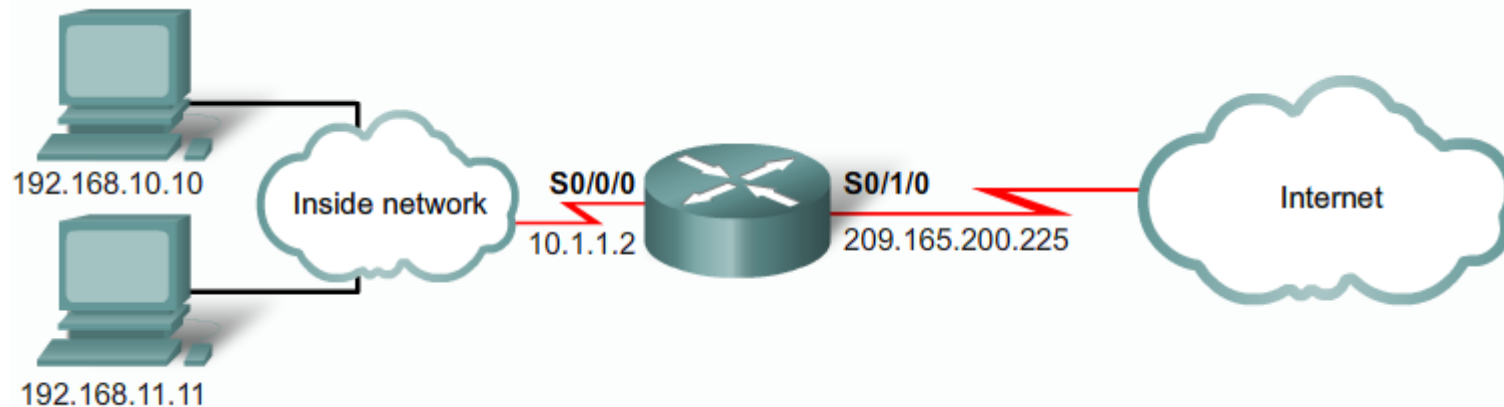 192.168.10.10
192.168.11.11
Inside network
S0/0/0
10.1.1.2
S0/1/0
209.165.200.225
Internet